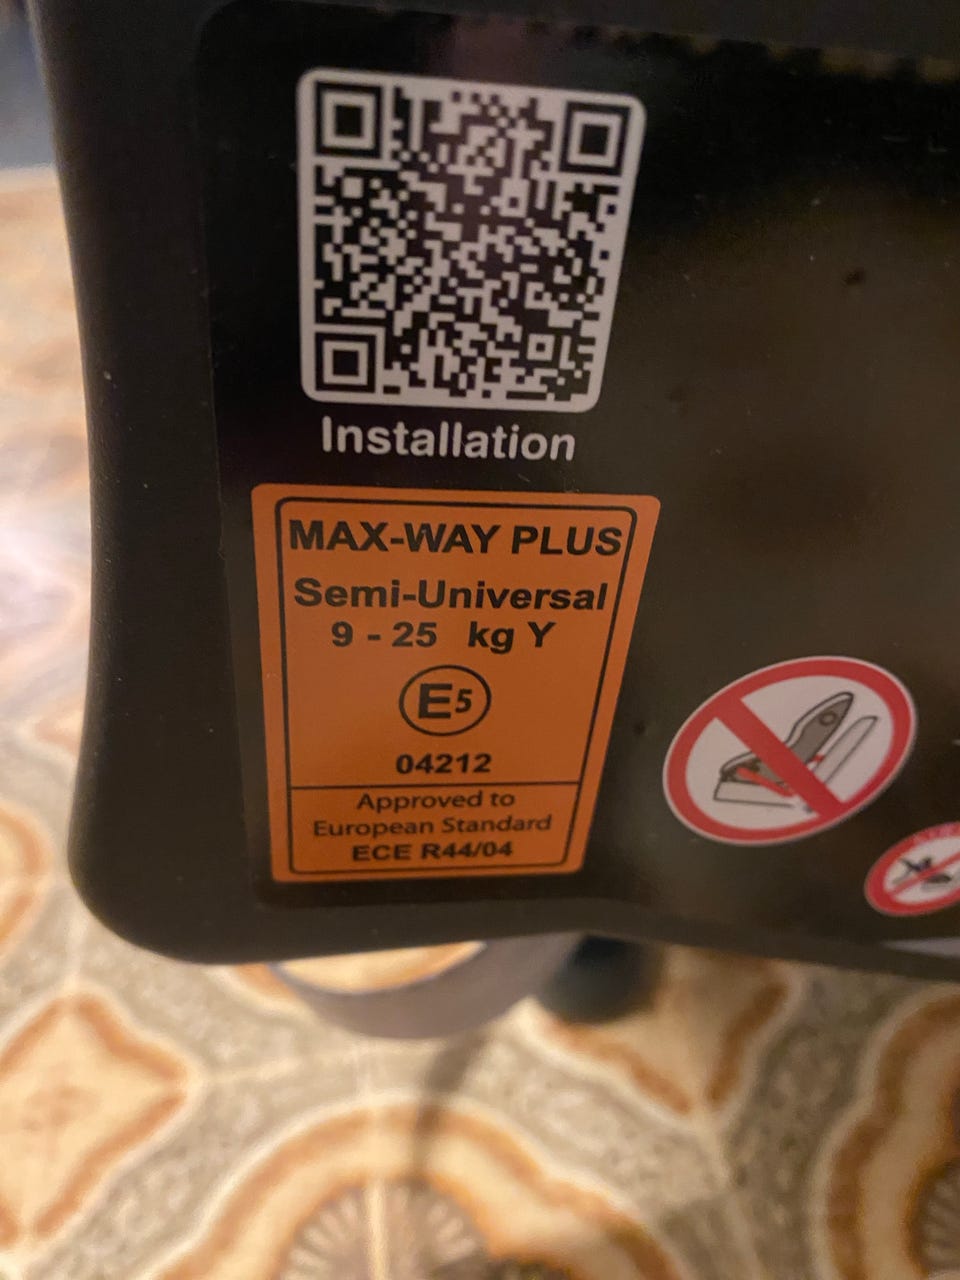 Installation
MAX-WAY PLUS
Semi-Universal
9 - 25 kg Y
E5
04212
Approved to
European Standard
ECE R44/04